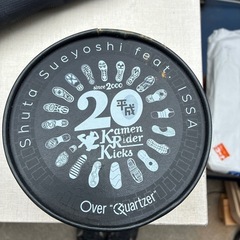 Shuta Sueyoshi feat. ISSA
since 2000
20
平成
Kamen
Rider
Kicks
Over "Quartzer"